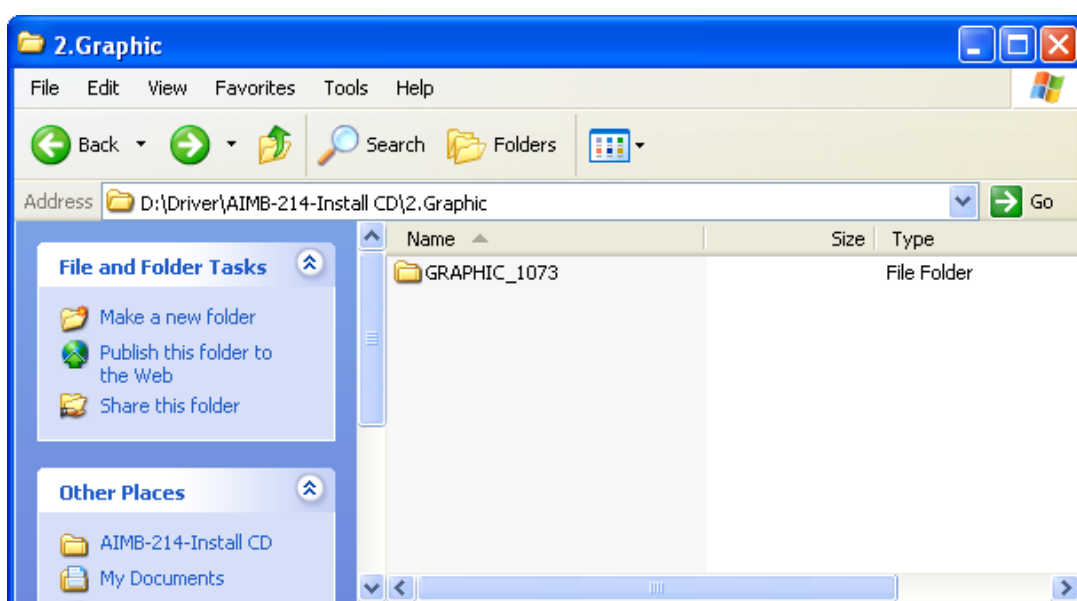 2.Graphic
File Edit View Favorites Tools Help
Back Search Folders
Address D:\Driver\AIMB-214-Install CD\2.Graphic Go
Name Size Type
GRAPHIC_1073 File Folder
File and Folder Tasks
Make a new folder
Publish this folder to
the Web
Share this folder
Other Places
AIMB-214-Install CD
My Documents